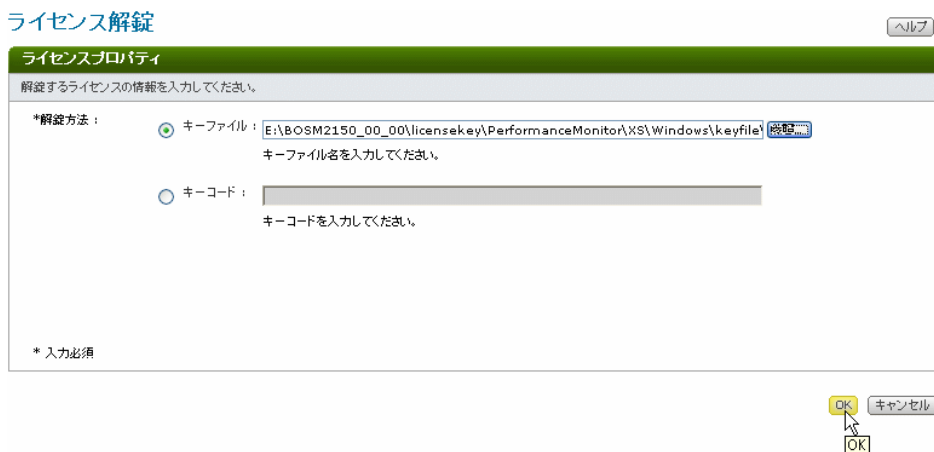 ライセンス解錠
ヘルプ
ライセンスプロパティ
解錠するライセンスの情報を入力してください。
*解錠方法：
キーファイル：
E:\BOSM2150_00_00\licensekey\PerformanceMonitor\XS\Windows\keyfile\
参照...
キーファイル名を入力してください。
キーコード：
キーコードを入力してください。
* 入力必須
OK
キャンセル
OK